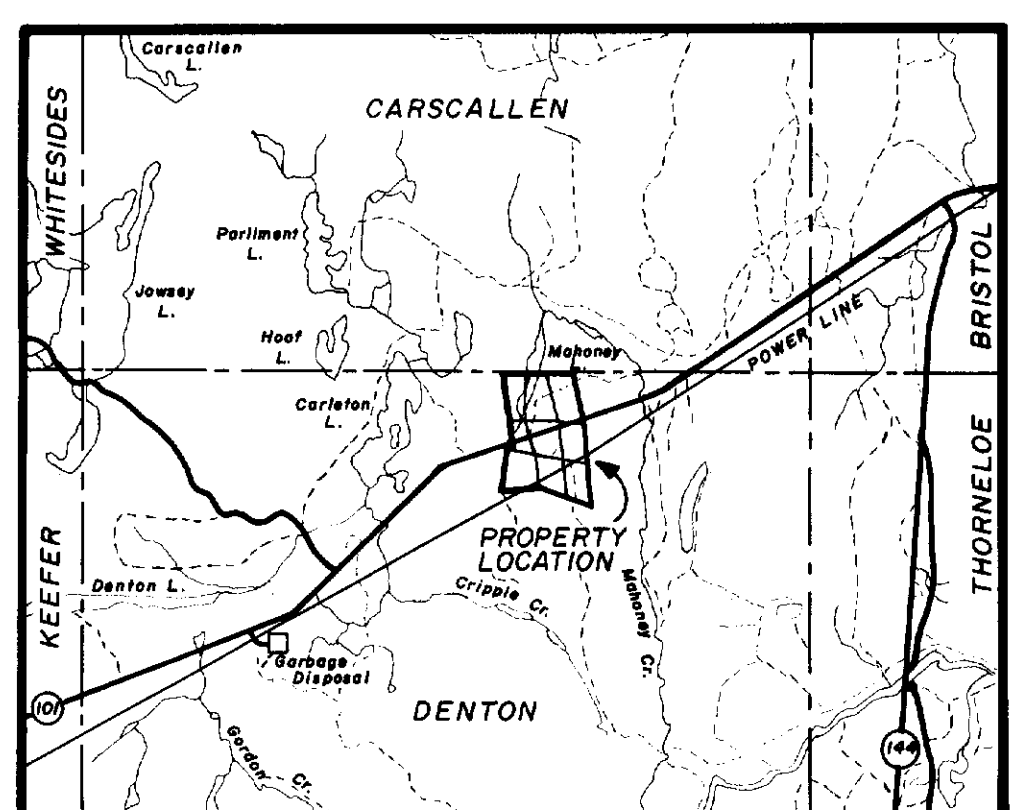 Carscallen
L.
CARSCALLEN
WHITESIDES
Parliment
L.
Jowsey
L.
Hoof
L.
Mahoney
POWER LINE
BRISTOL
Carleton
L.
PROPERTY
LOCATION
THORNELOE
KEEFER
Denton L.
Cripple Cr.
Mahoney Cr.
Garbage
Disposal
101
DENTON
Gordon Cr.
144